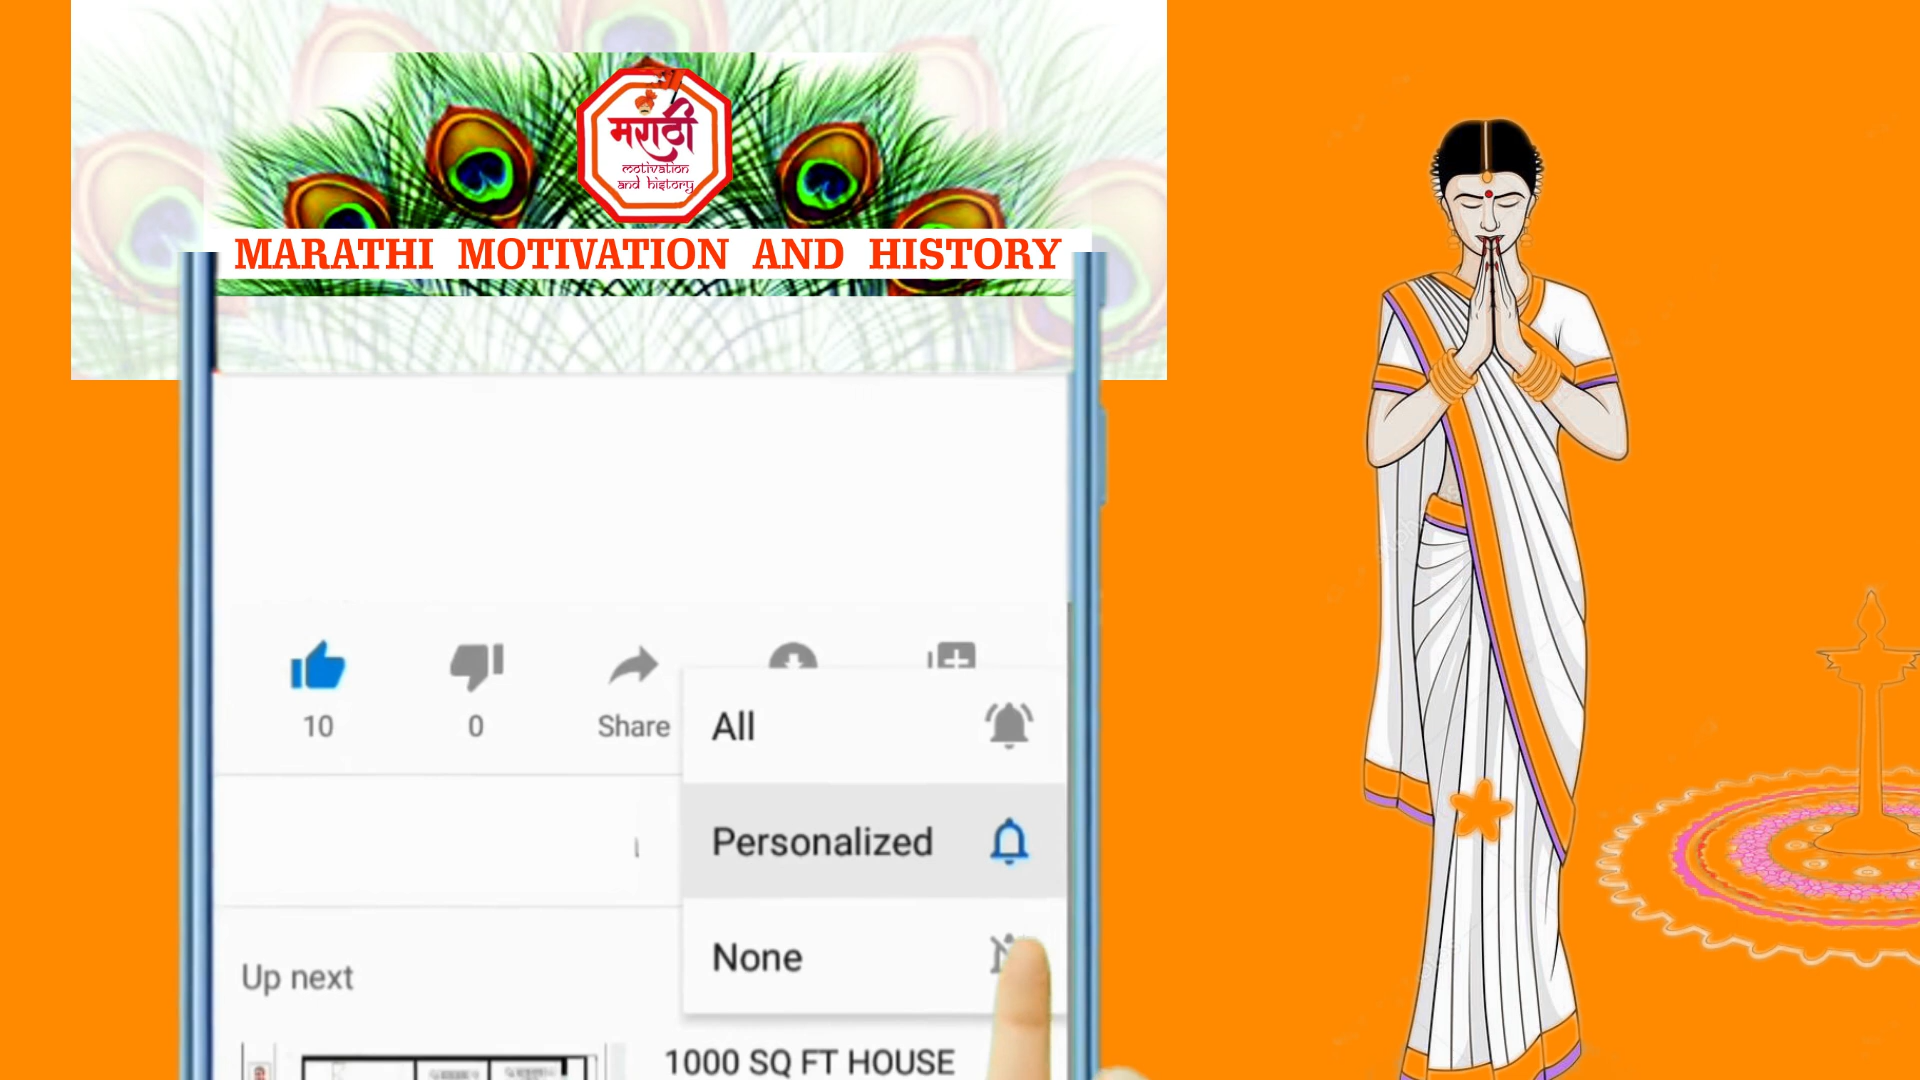 मराठी
motivation
and history
MARATHI MOTIVATION AND HISTORY
10
0
Share
All
Personalized
None
Up next
1000 SQ FT HOUSE